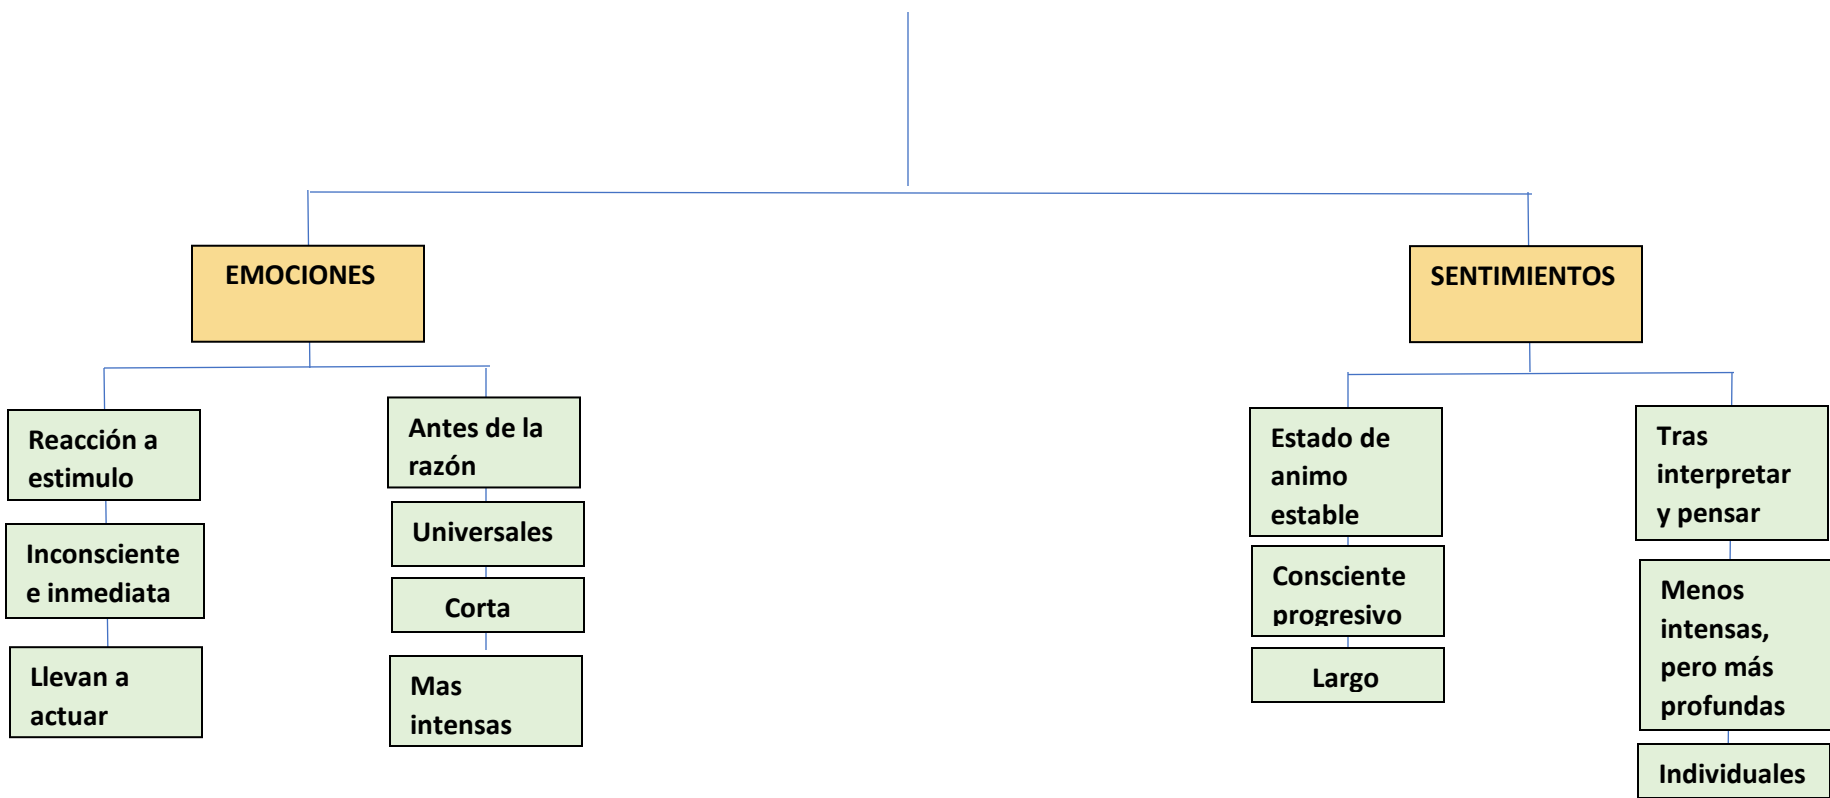 EMOCIONES
SENTIMIENTOS
Reacción a
estimulo
Inconsciente
e inmediata
Llevan a
actuar
Antes de la
razón
Universales
Corta
Mas
intensas
Estado de
animo
estable
Consciente
progresivo
Largo
Tras
interpretar
y pensar
Menos
intensas,
pero más
profundas
Individuales